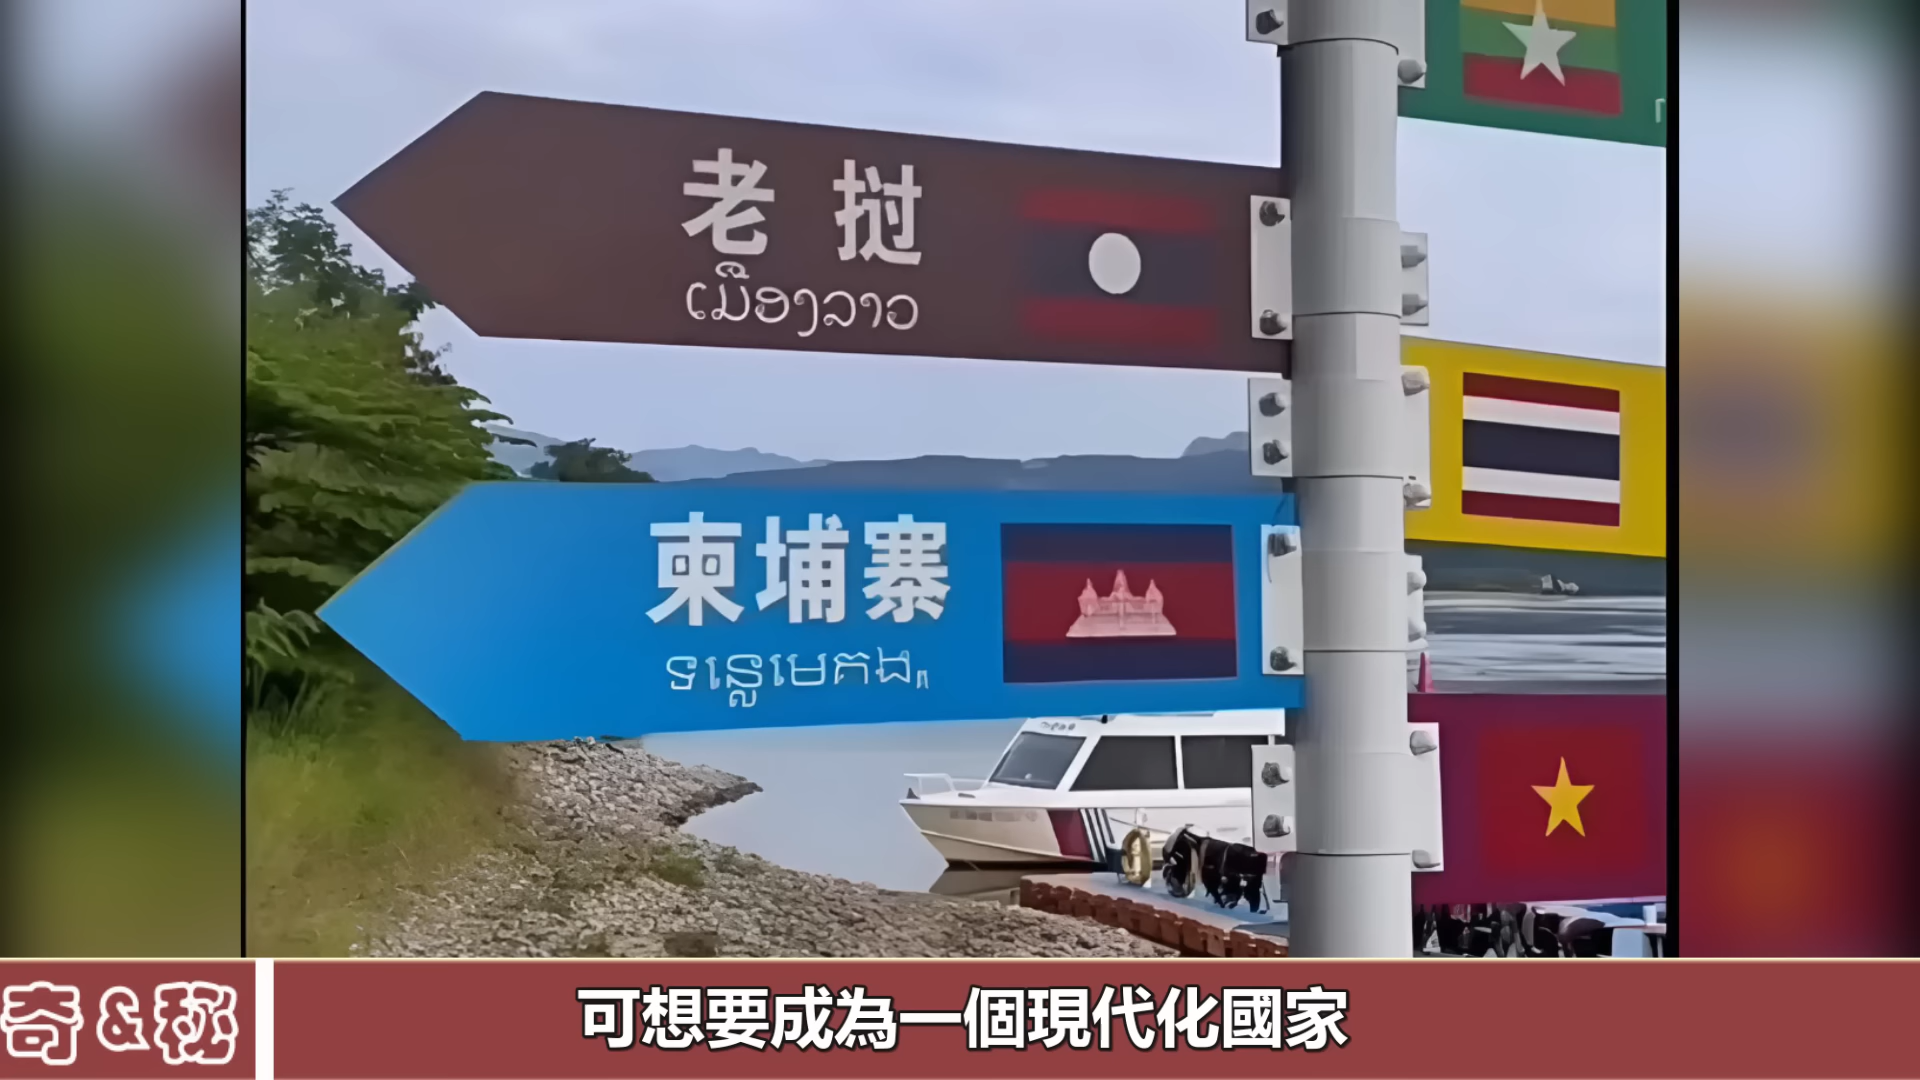 老挝
ເມືອງລາວ
柬埔寨
ទន្លេមេគង្គ
奇&秘
可想要成為一個現代化國家